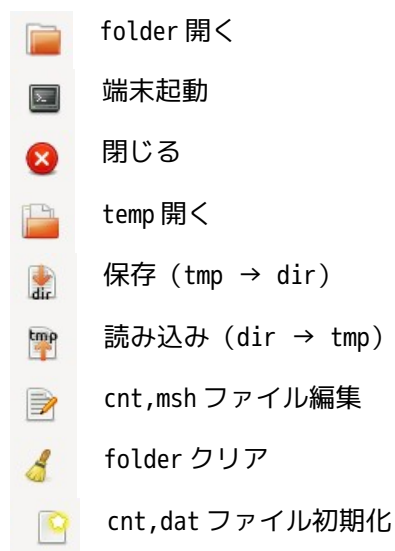 folder 開く
端末起動
閉じる
temp 開く
dir
保存 (tmp → dir)
tmp
読み込み (dir → tmp)
cnt,msh ファイル編集
folder クリア
cnt,dat ファイル初期化